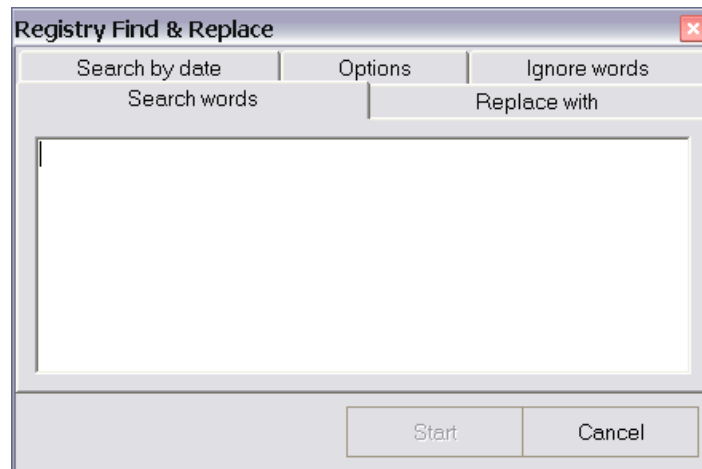 Registry Find & Replace
Search by date Options Ignore words
Search words Replace with
Start Cancel